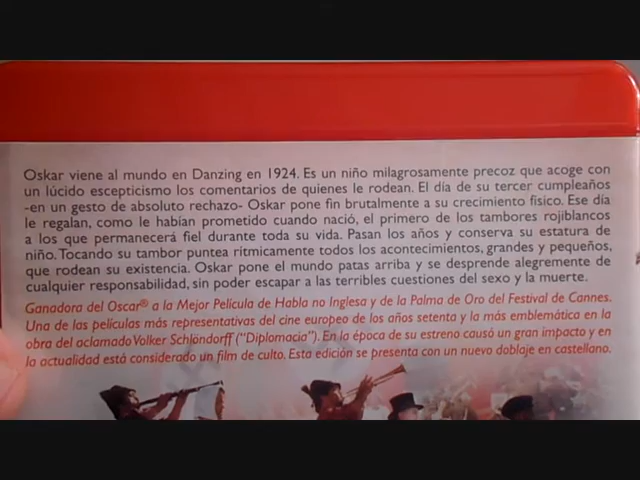 Oskar viene al mundo en Danzing en 1924. Es un niño milagrosamente precoz que acoge con
un lúcido escepticismo los comentarios de quienes le rodean. El día de su tercer cumpleaños
-en un gesto de absoluto rechazo- Oskar pone fin brutalmente a su crecimiento físico. Ese día
le regalan, como le habían prometido cuando nació, el primero de los tambores rojiblancos
a los que permanecerá fiel durante toda su vida. Pasan los años y conserva su estatura de
niño. Tocando su tambor puntea rítmicamente todos los acontecimientos, grandes y pequeños,
que rodean su existencia. Oskar pone el mundo patas arriba y se desprende alegremente de
cualquier responsabilidad, sin poder escapar a las terribles cuestiones del sexo y la muerte.
Ganadora del Oscar® a la Mejor Película de Habla no Inglesa y de la Palma de Oro del Festival de Cannes.
Una de las películas más representativas del cine europeo de los años setenta y la más emblemática en la
obra del aclamado Volker Schlöndorff ("Diplomacia"). En la época de su estreno causó un gran impacto y en
la actualidad está considerado un film de culto. Esta edición se presenta con un nuevo doblaje en castellano.